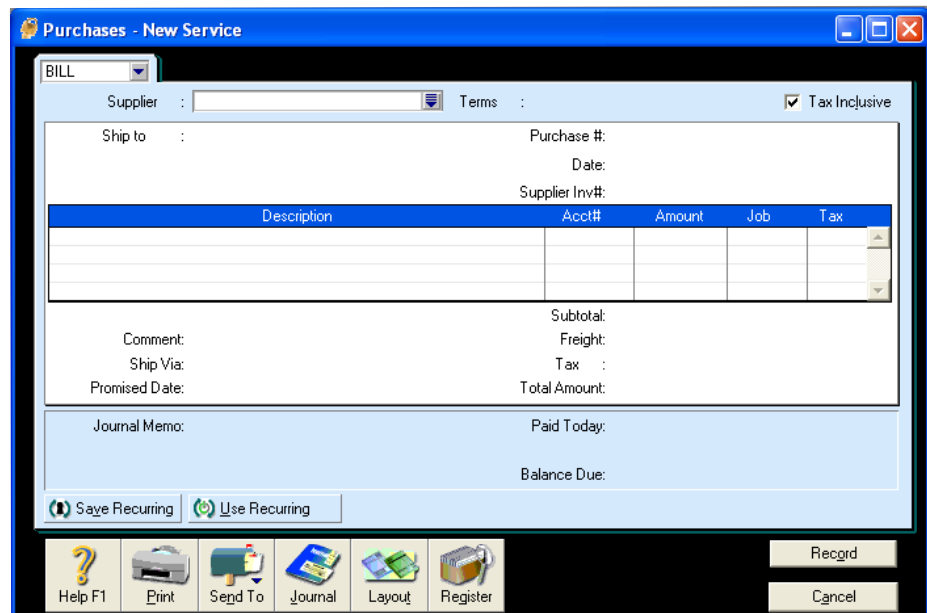 Purchases - New Service
BILL
Supplier : Terms : Tax Inclusive
Ship to : Purchase #:
Date:
Supplier Inv#:
Description Acct# Amount Job Tax
Subtotal:
Comment: Freight:
Ship Via: Tax :
Promised Date: Total Amount:
Journal Memo: Paid Today:
Balance Due:
Save Recurring Use Recurring
Record
Help F1 Print Send To Journal Layout Register
Cancel